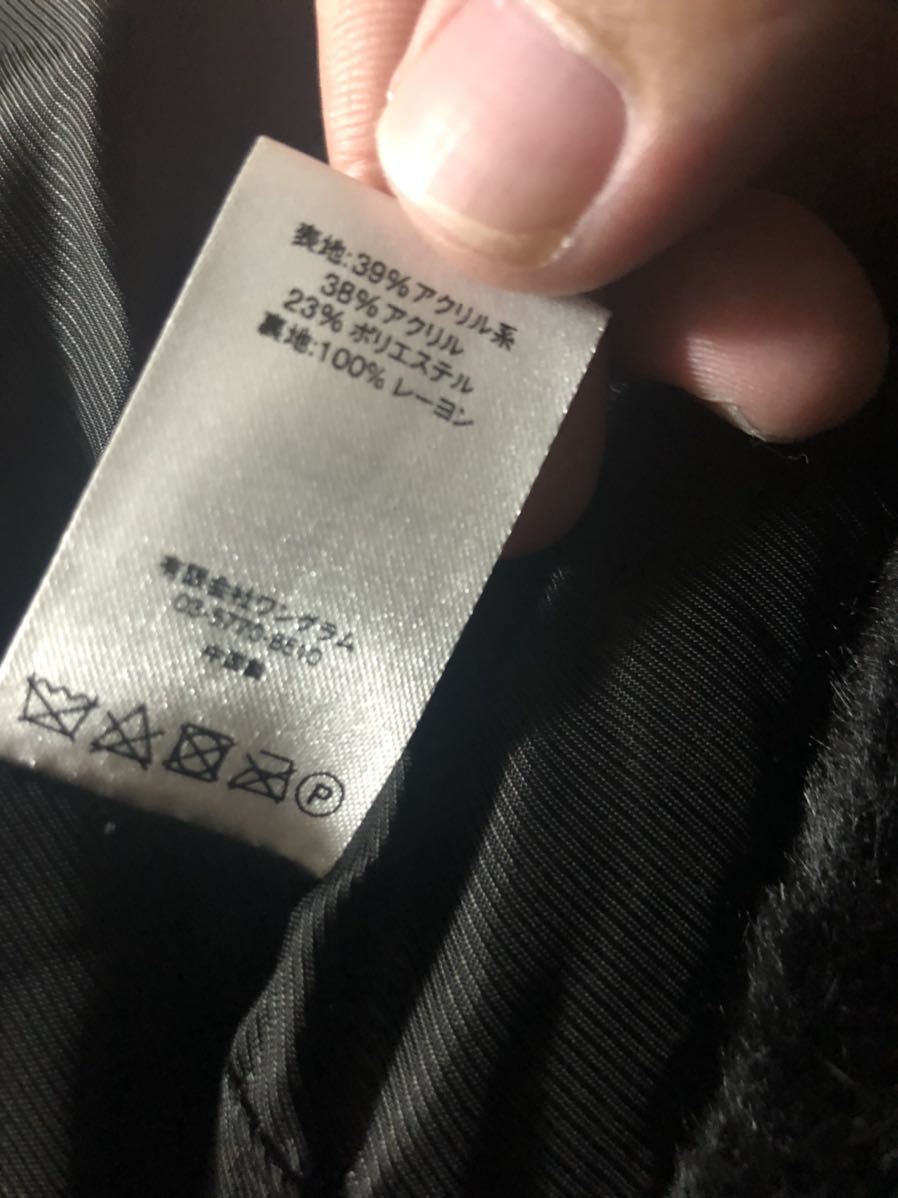 表地:39%アクリル系
38%アクリル
23% ポリエステル
裏地:100% レーヨン
有限会社ワングラム
03-5770-8510
中国製
P